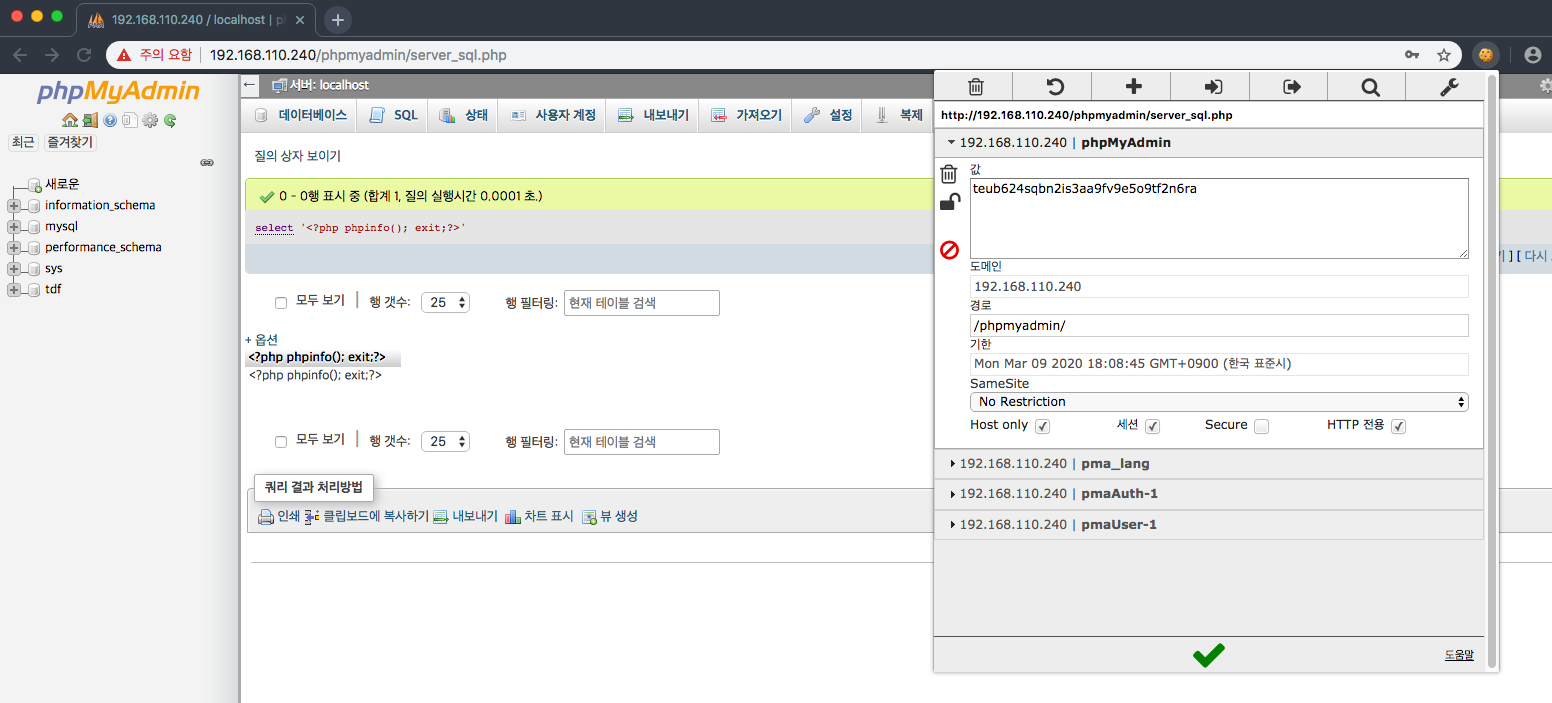 192.168.110.240 / localhost | p
주의 요함 192.168.110.240/phpmyadmin/server_sql.php
phpMyAdmin
최근 즐겨찾기
새로운
information_schema
mysql
performance_schema
sys
tdf
서버: localhost
데이터베이스 SQL 상태 사용자 계정 내보내기 가져오기 설정 복제
질의 상자 보이기
0 - 0행 표시 중 (합계 1, 질의 실행시간 0.0001 초.)
select '<?php phpinfo(); exit;?>'
] [ 다시
모두 보기 | 행 갯수: 25 행 필터링: 현재 테이블 검색
+ 옵션
<?php phpinfo(); exit;?>
<?php phpinfo(); exit;?>
모두 보기 | 행 갯수: 25 행 필터링: 현재 테이블 검색
쿼리 결과 처리방법
인쇄 클립보드에 복사하기 내보내기 차트 표시 뷰 생성
http://192.168.110.240/phpmyadmin/server_sql.php
192.168.110.240 | phpMyAdmin
값
teub624sqbn2is3aa9fv9e5o9tf2n6ra
도메인
192.168.110.240
경로
/phpmyadmin/
기한
Mon Mar 09 2020 18:08:45 GMT+0900 (한국 표준시)
SameSite
No Restriction
Host only 세션 Secure HTTP 전용
192.168.110.240 | pma_lang
192.168.110.240 | pmaAuth-1
192.168.110.240 | pmaUser-1
도움말